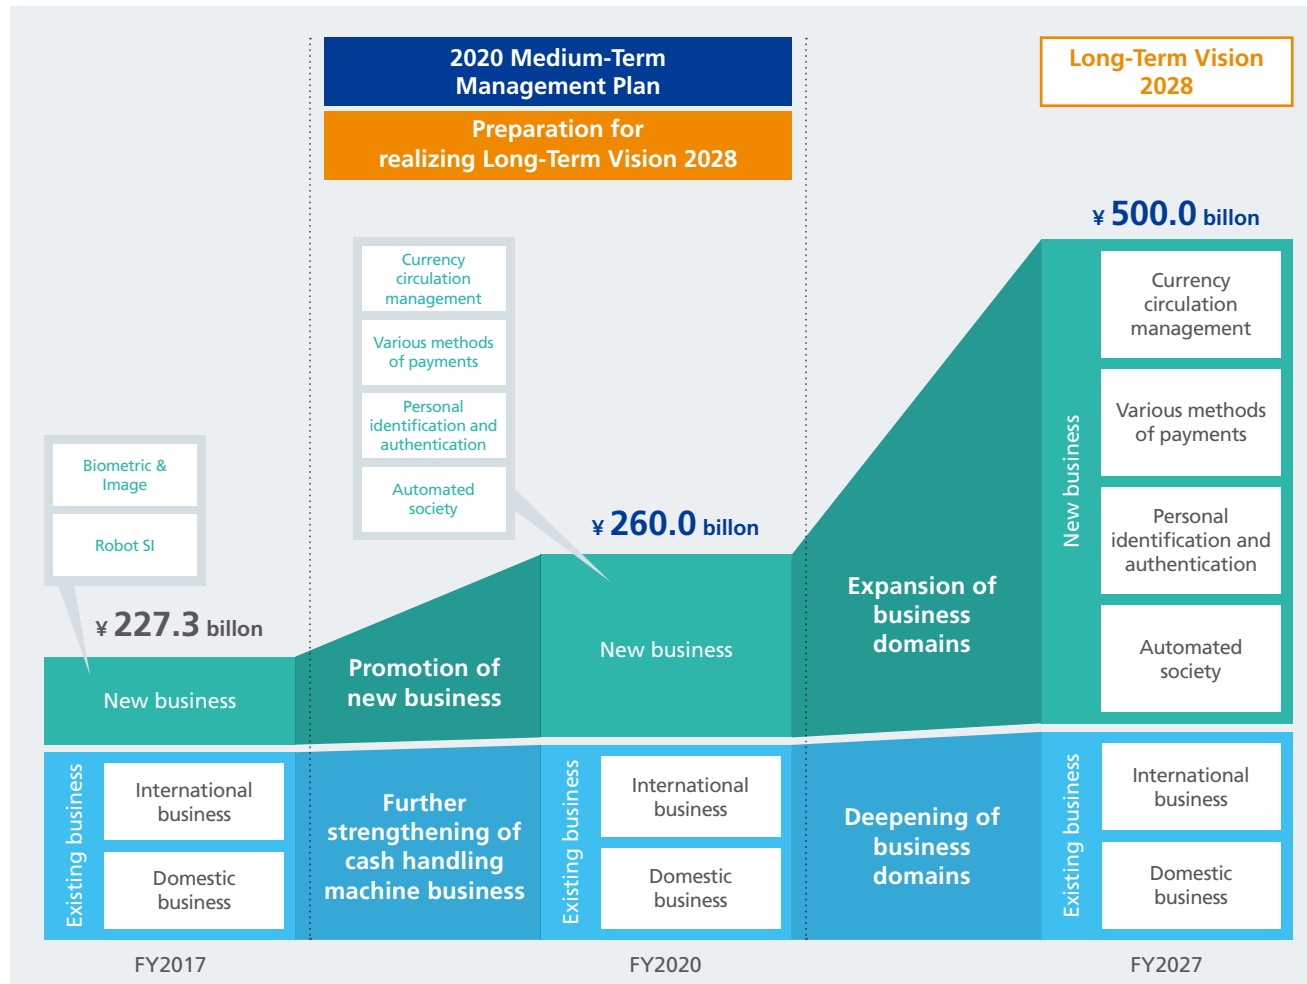 2020 Medium-Term
Management Plan
Preparation for
realizing Long-Term Vision 2028
Long-Term Vision
2028
Biometric &
Image
Robot SI
¥ 227.3 billon
New business
Existing business
International
business
Domestic
business
FY2017
Promotion of
new business
Further
strengthening of
cash handling
machine business
Currency
circulation
management
Various methods
of payments
Personal
identification and
authentication
Automated
society
¥ 260.0 billon
New business
Existing business
International
business
Domestic
business
FY2020
Expansion of
business
domains
Deepening of
business
domains
¥ 500.0 billon
New business
Currency
circulation
management
Various methods
of payments
Personal
identification and
authentication
Automated
society
Existing business
International
business
Domestic
business
FY2027